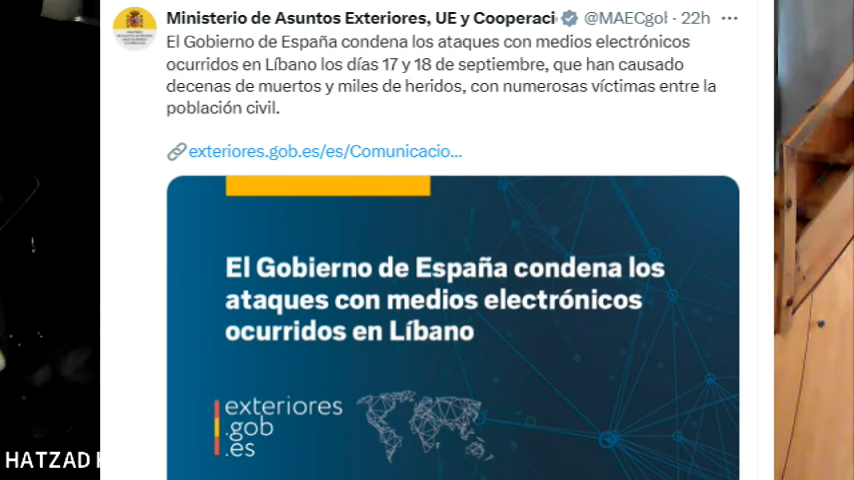 Ministerio de Asuntos Exteriores, UE y Cooperaci @MAECgob · 22h
El Gobierno de España condena los ataques con medios electrónicos
ocurridos en Líbano los días 17 y 18 de septiembre, que han causado
decenas de muertos y miles de heridos, con numerosas víctimas entre la
población civil.
exteriores.gob.es/es/Comunicacio...
El Gobierno de España condena los
ataques con medios electrónicos
ocurridos en Líbano
exteriores
.gob
.es
HATZAD